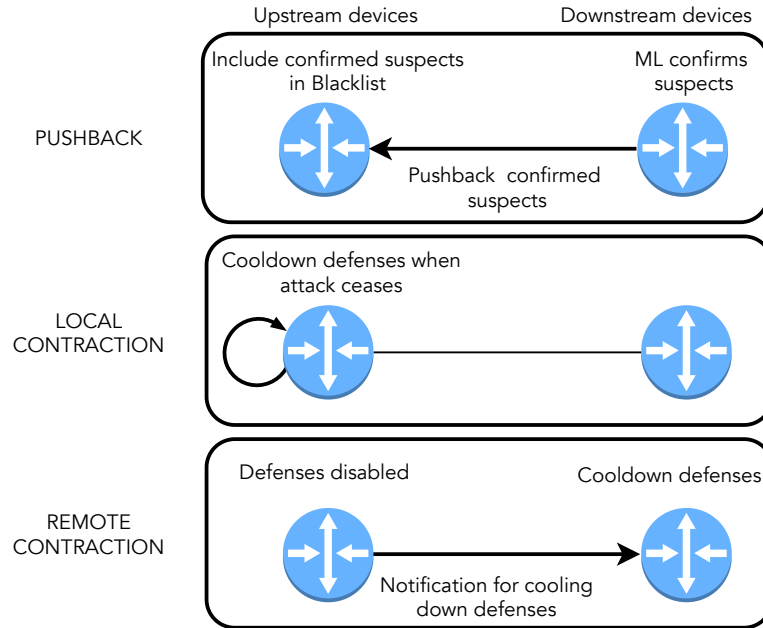 Upstream devices
Downstream devices
PUSHBACK
Include confirmed suspects
in Blacklist
ML confirms
suspects
Pushback confirmed
suspects
LOCAL
CONTRACTION
Cooldown defenses when
attack ceases
REMOTE
CONTRACTION
Defenses disabled
Cooldown defenses
Notification for cooling
down defenses